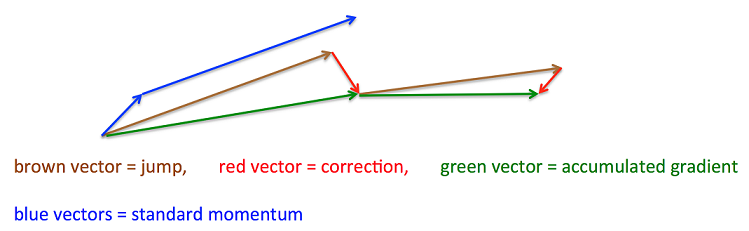 brown vector = jump, red vector = correction, green vector = accumulated gradient
blue vectors = standard momentum